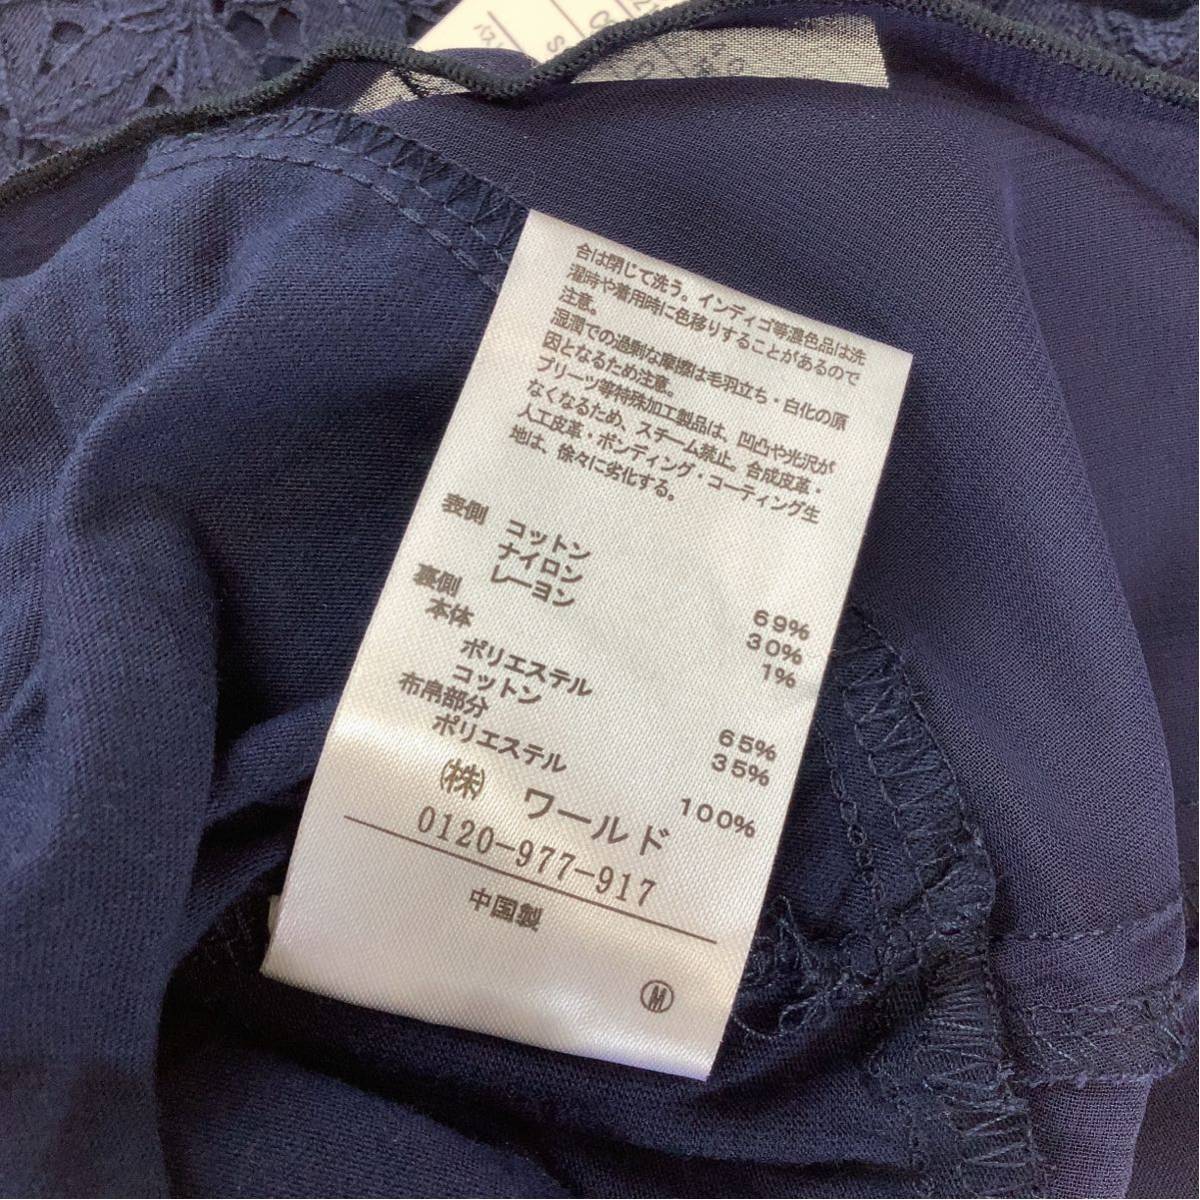 合は閉じて洗う。インディゴ等濃色品は洗
濯時や着用時に色移りすることがあるので
注意。
湿潤での過剰な摩擦は毛羽立ち・白化の原
因となるため注意。
プリーツ等特殊加工製品は、凹凸や光沢が
なくなるため、スチーム禁止。合成皮革・
人工皮革・ボンディング・コーティング生
地は、徐々に劣化する。
表側 コットン 69%
ナイロン 30%
レーヨン 1%
裏側
本体
ポリエステル 65%
コットン 35%
布帛部分
ポリエステル 100%
(株) ワールド
0120-977-917
中国製
M